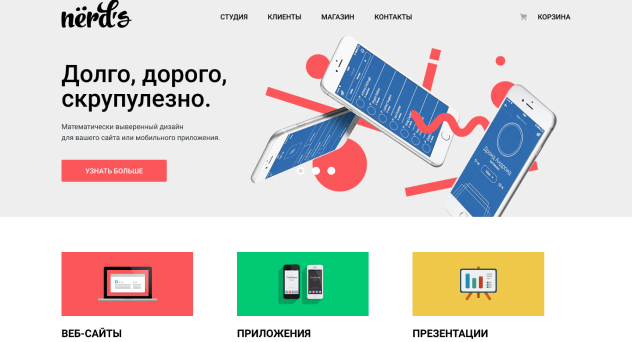 nёrd's
СТУДИЯ КЛИЕНТЫ МАГАЗИН КОНТАКТЫ КОРЗИНА
Долго, дорого,
скрупулезно.
Математически выверенный дизайн
для вашего сайта или мобильного приложения.
УЗНАТЬ БОЛЬШЕ
ВЕБ-САЙТЫ ПРИЛОЖЕНИЯ ПРЕЗЕНТАЦИИ